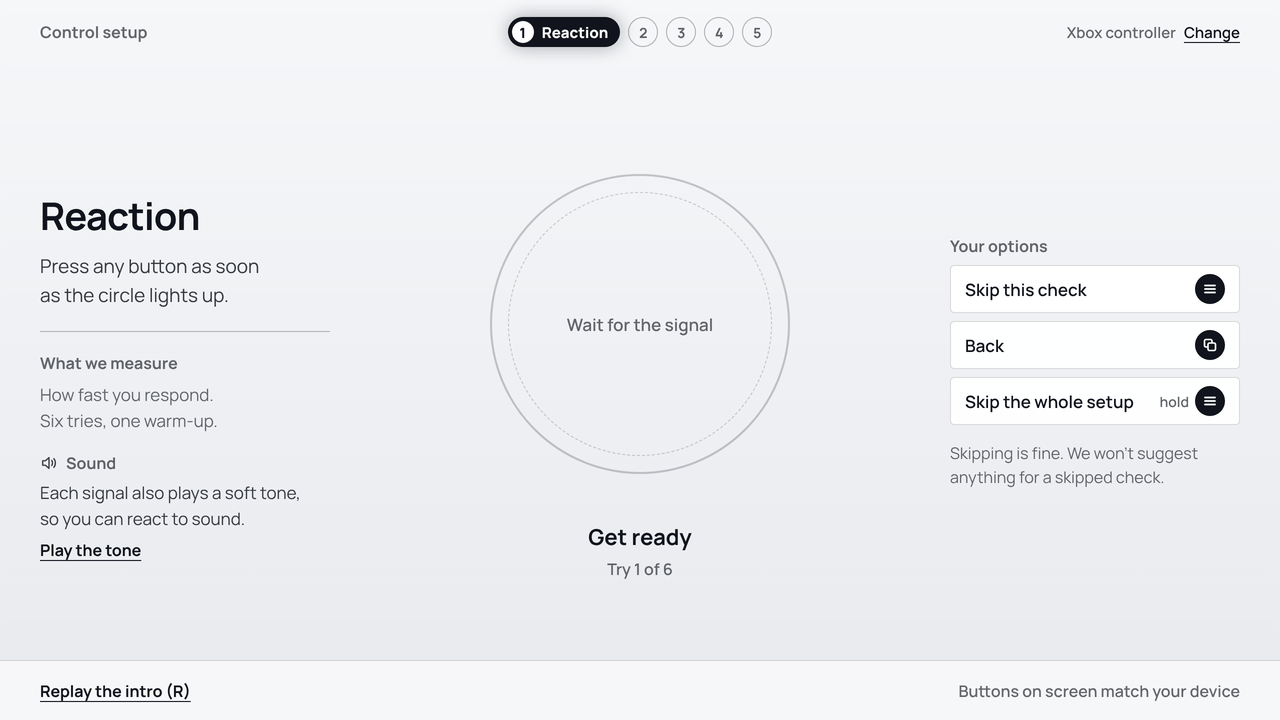 Control setup
1 Reaction 2 3 4 5
Xbox controller Change
Reaction
Press any button as soon
as the circle lights up.
What we measure
How fast you respond.
Six tries, one warm-up.
Sound
Each signal also plays a soft tone,
so you can react to sound.
Play the tone
Wait for the signal
Get ready
Try 1 of 6
Your options
Skip this check
Back
Skip the whole setup hold
Skipping is fine. We won't suggest
anything for a skipped check.
Replay the intro (R)
Buttons on screen match your device